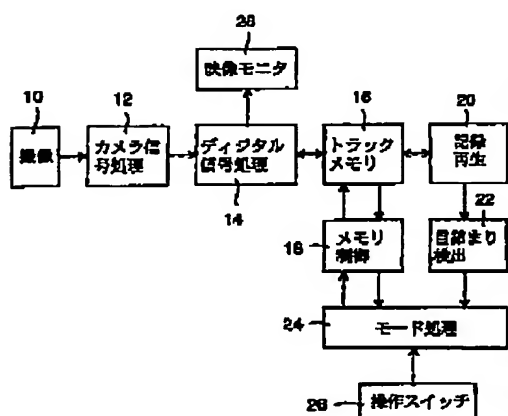 28
映像モニタ
10
12
16
20
撮像
カメラ信
号処理
ディジタル
信号処理
トラック
メモリ
記録
再生
14
22
18
メモリ
制御
目詰まり
検出
24
モード処理
26
操作スイッチ